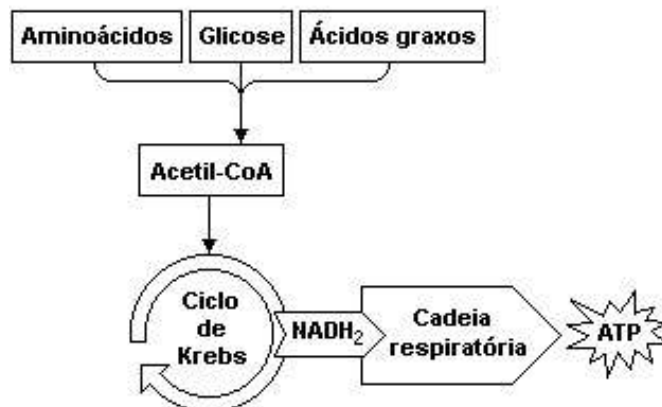 Aminoácidos
Glicose
Ácidos graxos
Acetil-CoA
Ciclo
de
Krebs
NADH₂
Cadeia
respiratória
ATP